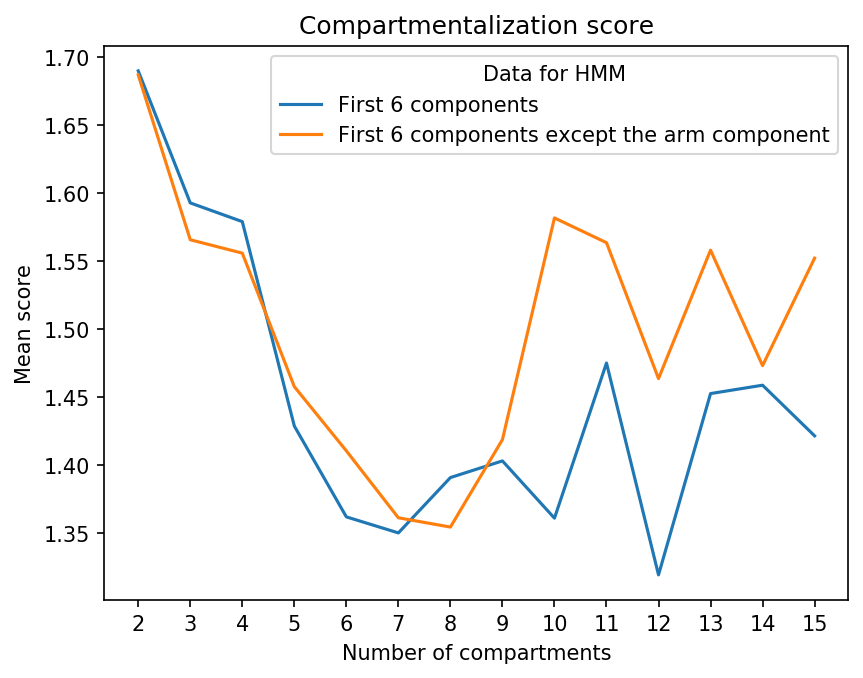 Compartmentalization score
Data for HMM
First 6 components
First 6 components except the arm component
Mean score
1.70
1.65
1.60
1.55
1.50
1.45
1.40
1.35
2 3 4 5 6 7 8 9 10 11 12 13 14 15
Number of compartments